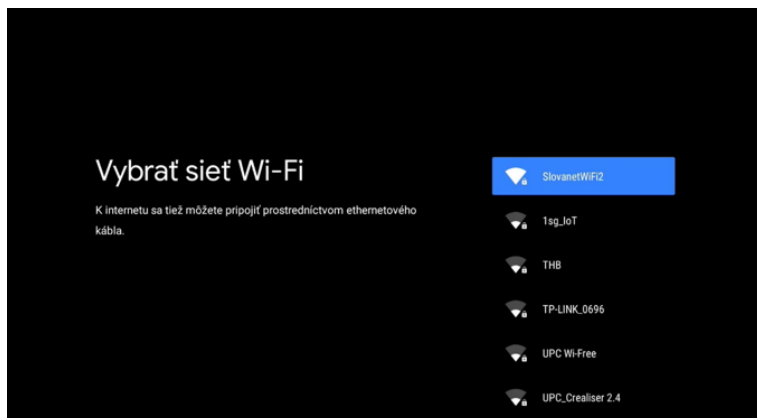 Vybrať sieť Wi-Fi
K internetu sa tiež môžete pripojiť prostredníctvom ethernetového
kábla.
SlovanetWiFi2
1sg_IoT
THB
TP-LINK_0696
UPC Wi-Free
UPC_Crealiser 2.4